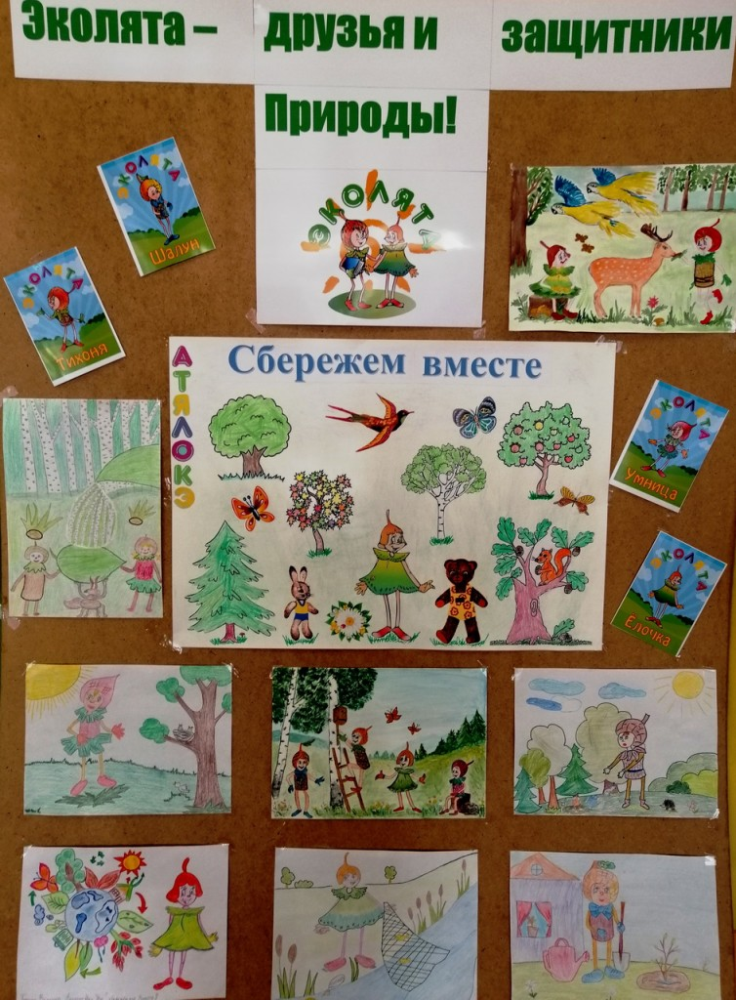 Эколята – друзья и защитники
Природы!
ЭКОЛЯТА
ЭКОЛЯТА
Шалун
ЭКОЛЯТА
Тихоня
ЭКОЛЯТА
Сбережем вместе
ЭКОЛЯТА
Умница
ЭКОЛЯТА
Ёлочка